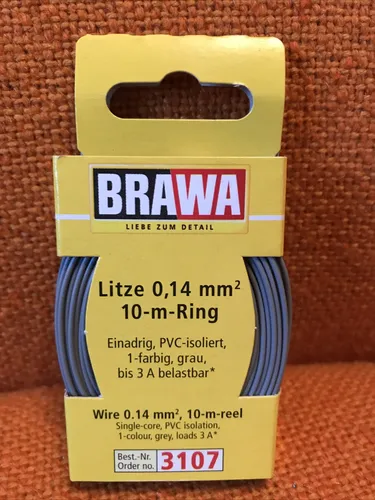 BRAWA
LIEBE ZUM DETAIL
Litze 0,14 mm²
10-m-Ring
Einadrig, PVC-isoliert,
1-farbig, grau,
bis 3 A belastbar*
Wire 0.14 mm², 10-m-reel
Single-core, PVC isolation,
1-colour, grey, loads 3 A*
Best.-Nr.
Order no.
3107